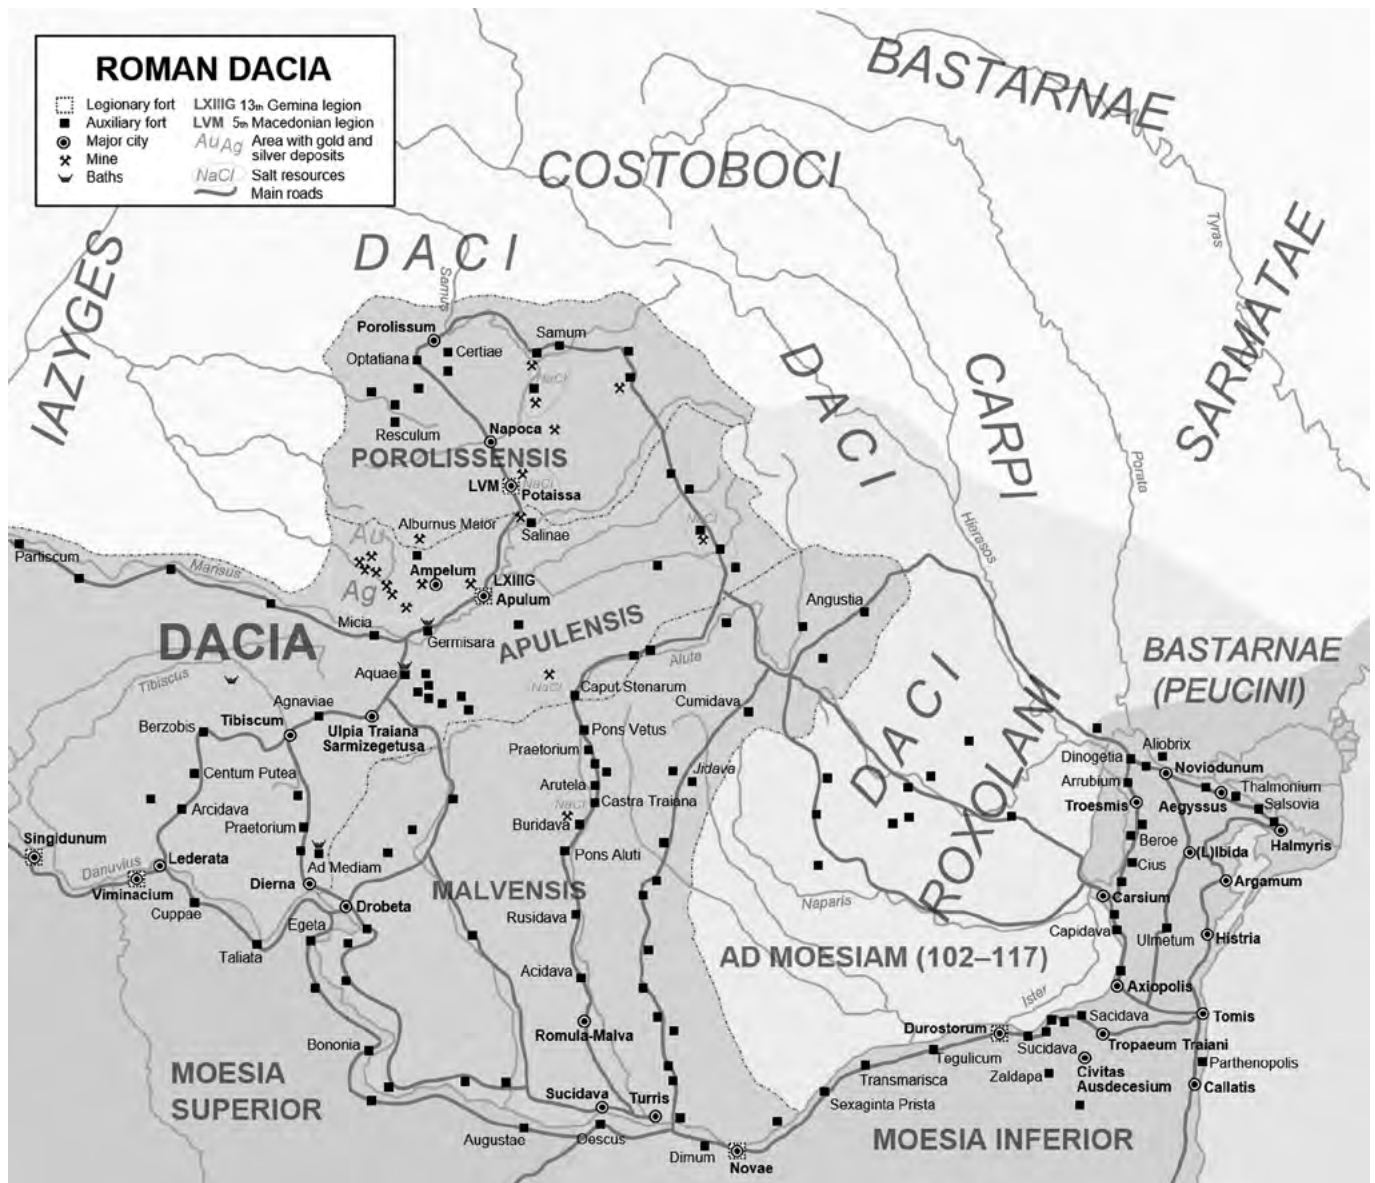 ROMAN DACIA
Legionary fort
Auxiliary fort
Major city
Mine
Baths
LXIIIG 13th Gemina legion
LVM 5th Macedonian legion
Au Ag Area with gold and
silver deposits
NaCl Salt resources
Main roads
BASTARNAE
COSTOBOCI
Tyras
SARMATAE
IAZYGES
DACI
Samus
Porolissum
Samum
Certiae
Optatiana
NaCl
DACI
CARPI
Napoca
Resculum
POROLISSENSIS
LVM
NaCl
Potaissa
Porata
Hierasos
Alburnus Maior
Salinae
Au
NaCl
Partiscum
Marisus
Ampelum
LXIIIG
Ag
Apulum
Angustia
Micia
Germisara
APULENSIS
DACIA
BASTARNAE
(PEUCINI)
Aluta
Tibiscus
Aquae
NaCl
Caput Stenarum
Cumidava
Agnaviae
Tibiscum
Berzobis
Ulpia Traiana
Sarmizegetusa
Pons Vetus
DACI
ROXOLANI
Praetorium
Jidava
Dinogetia
Aliobrix
Noviodunum
Centum Putea
Arutela
Arrubium
Thalmonium
Castra Traiana
NaCl
Troesmis
Aegyssus
Salsovia
Arcidava
Buridava
Praetorium
Beroe
Halmyris
Singidunum
Pons Aluti
(L)Ibida
Lederata
Danuvius
Ad Mediam
Cius
Dierna
Viminacium
MALVENSIS
Argamum
Carsium
Naparis
Cuppae
Drobeta
Rusidava
Egeta
Capidava
Ulmetum
Histria
Taliata
AD MOESIAM (102–117)
Acidava
Axiopolis
Ister
Romula-Malva
Durostorum
Sacidava
Tomis
Bononia
Sucidava
Tropaeum Traiani
Tegulicum
Parthenopolis
MOESIA
SUPERIOR
Transmarisca
Zaldapa
Civitas
Ausdecesium
Callatis
Sucidava
Turris
Sexaginta Prista
Augustae
Oescus
MOESIA INFERIOR
Dimum
Novae